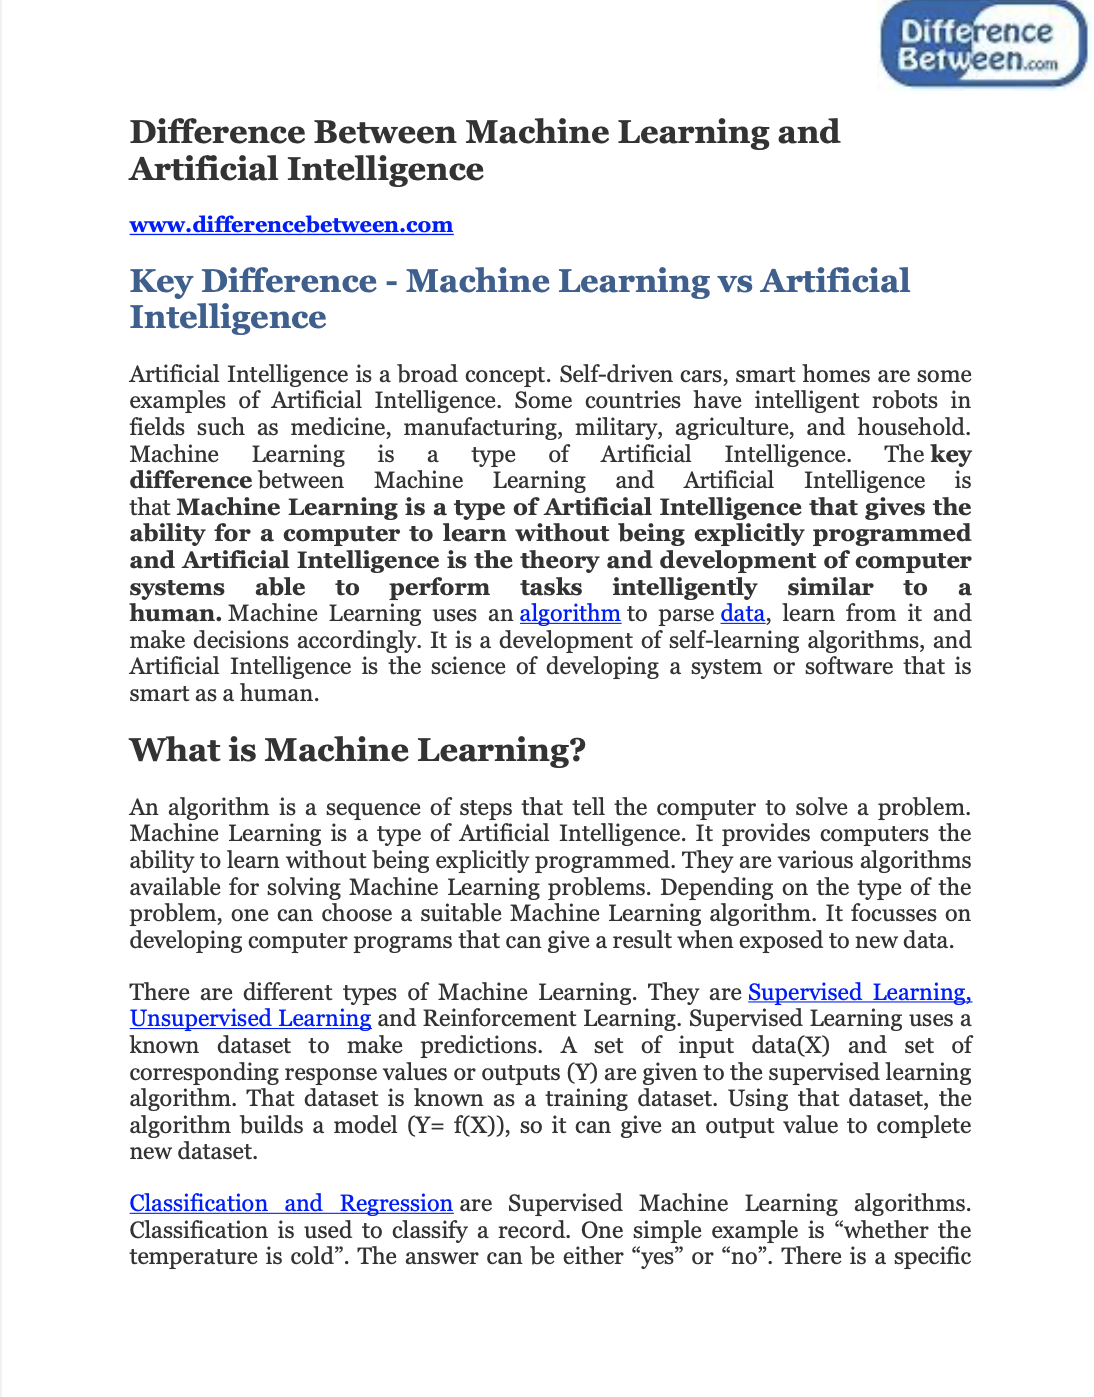 Difference
Between.com
Difference Between Machine Learning and
Artificial Intelligence
www.differencebetween.com
Key Difference - Machine Learning vs Artificial
Intelligence
Artificial Intelligence is a broad concept. Self-driven cars, smart homes are some
examples of Artificial Intelligence. Some countries have intelligent robots in
fields such as medicine, manufacturing, military, agriculture, and household.
Machine Learning is a type of Artificial Intelligence. The key
difference between Machine Learning and Artificial Intelligence is
that Machine Learning is a type of Artificial Intelligence that gives the
ability for a computer to learn without being explicitly programmed
and Artificial Intelligence is the theory and development of computer
systems able to perform tasks intelligently similar to a
human. Machine Learning uses an algorithm to parse data, learn from it and
make decisions accordingly. It is a development of self-learning algorithms, and
Artificial Intelligence is the science of developing a system or software that is
smart as a human.
What is Machine Learning?
An algorithm is a sequence of steps that tell the computer to solve a problem.
Machine Learning is a type of Artificial Intelligence. It provides computers the
ability to learn without being explicitly programmed. They are various algorithms
available for solving Machine Learning problems. Depending on the type of the
problem, one can choose a suitable Machine Learning algorithm. It focusses on
developing computer programs that can give a result when exposed to new data.
There are different types of Machine Learning. They are Supervised Learning,
Unsupervised Learning and Reinforcement Learning. Supervised Learning uses a
known dataset to make predictions. A set of input data(X) and set of
corresponding response values or outputs (Y) are given to the supervised learning
algorithm. That dataset is known as a training dataset. Using that dataset, the
algorithm builds a model (Y= f(X)), so it can give an output value to complete
new dataset.
Classification and Regression are Supervised Machine Learning algorithms.
Classification is used to classify a record. One simple example is “whether the
temperature is cold”. The answer can be either “yes” or “no”. There is a specific